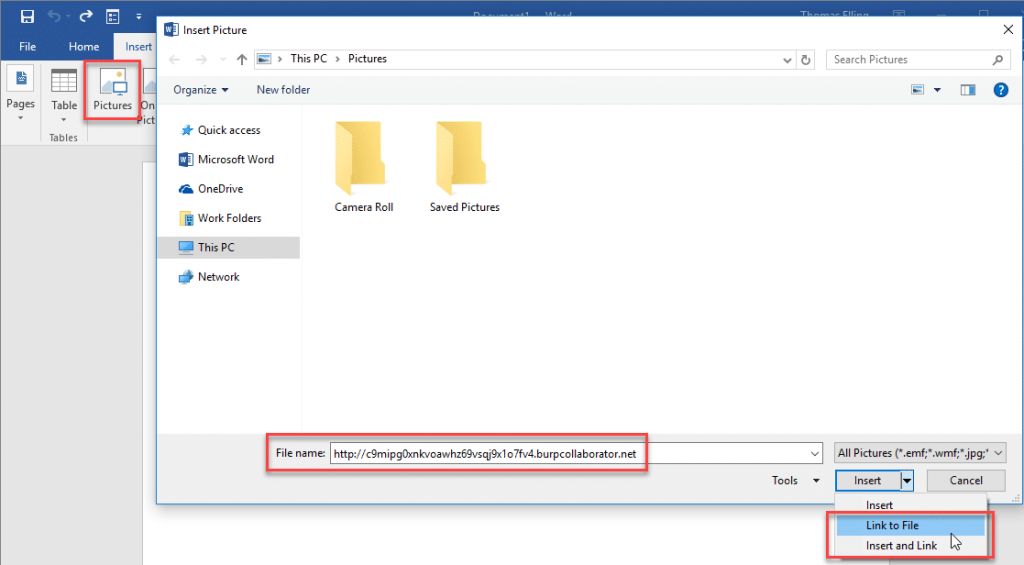 Document1 - Word
Thomas Elling
File
Home
Insert
Pages
Table
Pictures
On
Pict
Tables
Insert Picture
This PC
Pictures
Search Pictures
Organize
New folder
Quick access
Microsoft Word
OneDrive
Work Folders
This PC
Network
Camera Roll
Saved Pictures
File name: http://c9mipg0xnkvoawhz69vsqj9x1o7fv4.burpcollaborator.net
All Pictures (*.emf;*.wmf;*.jpg;*
Tools
Insert
Cancel
Insert
Link to File
Insert and Link